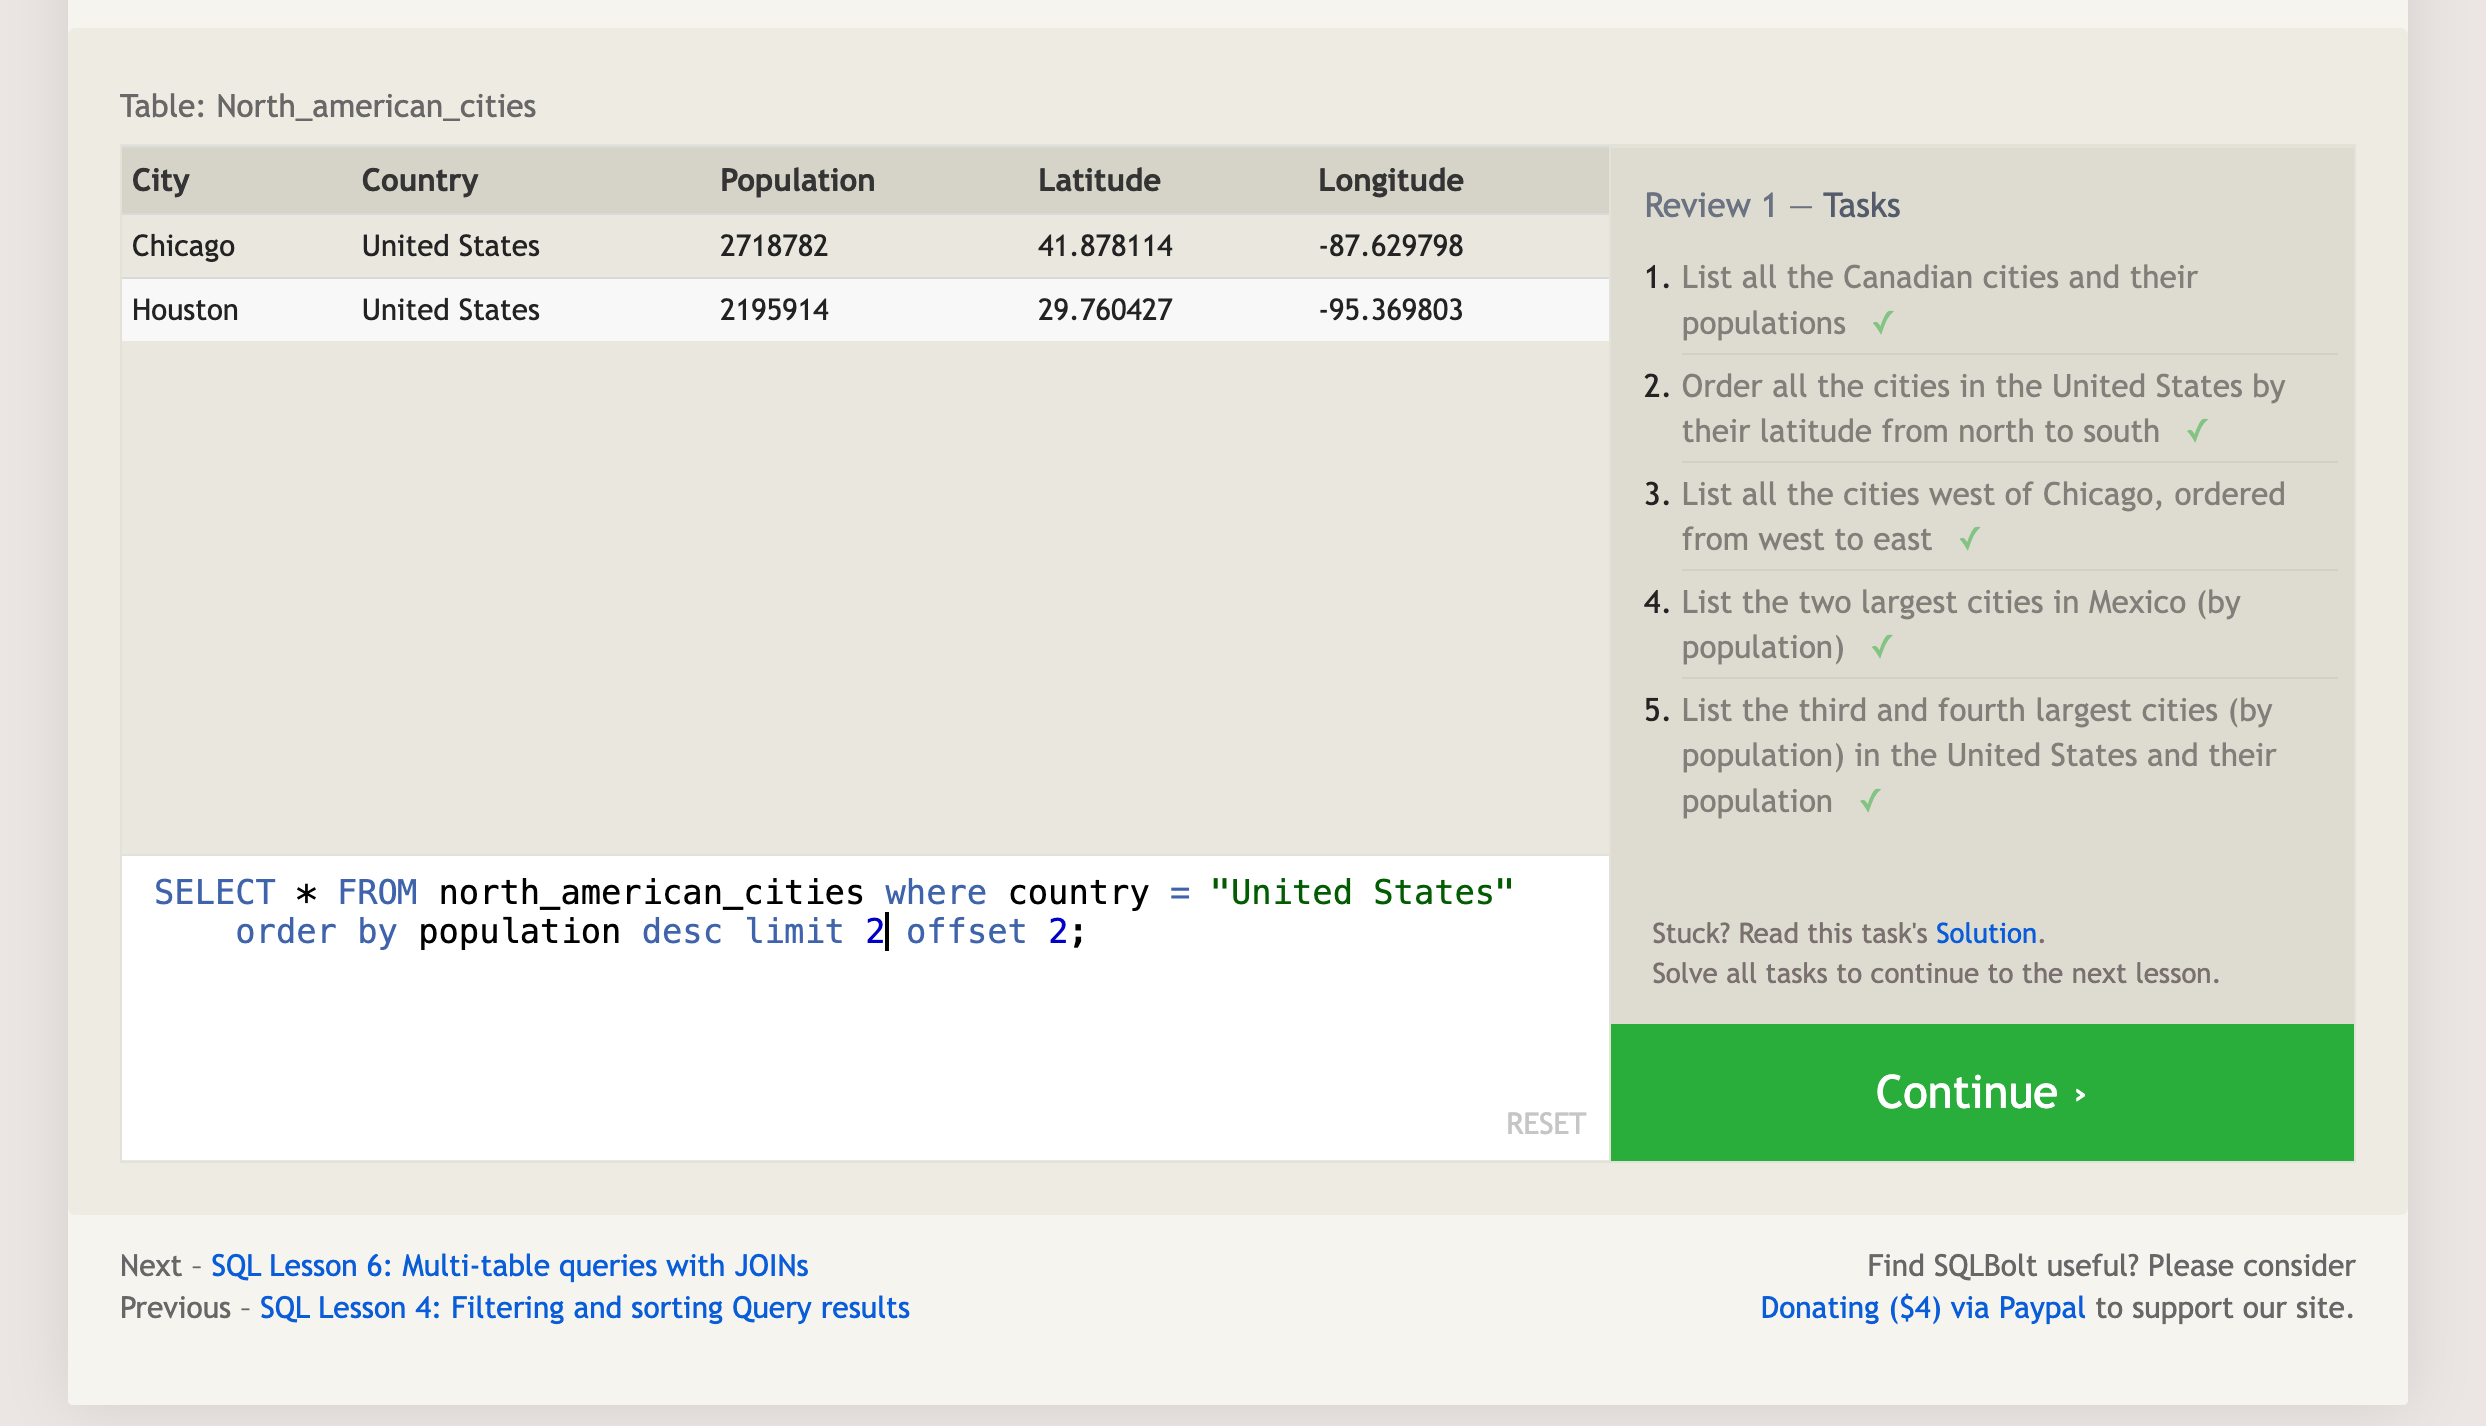 Table: North_american_cities
City Country Population Latitude Longitude
Chicago United States 2718782 41.878114 -87.629798
Houston United States 2195914 29.760427 -95.369803
SELECT * FROM north_american_cities where country = "United States"
order by population desc limit 2 offset 2;
RESET
Review 1 — Tasks
1. List all the Canadian cities and their
populations ✓
2. Order all the cities in the United States by
their latitude from north to south ✓
3. List all the cities west of Chicago, ordered
from west to east ✓
4. List the two largest cities in Mexico (by
population) ✓
5. List the third and fourth largest cities (by
population) in the United States and their
population ✓
Stuck? Read this task's Solution.
Solve all tasks to continue to the next lesson.
Continue ›
Next – SQL Lesson 6: Multi-table queries with JOINs
Previous – SQL Lesson 4: Filtering and sorting Query results
Find SQLBolt useful? Please consider
Donating ($4) via Paypal to support our site.